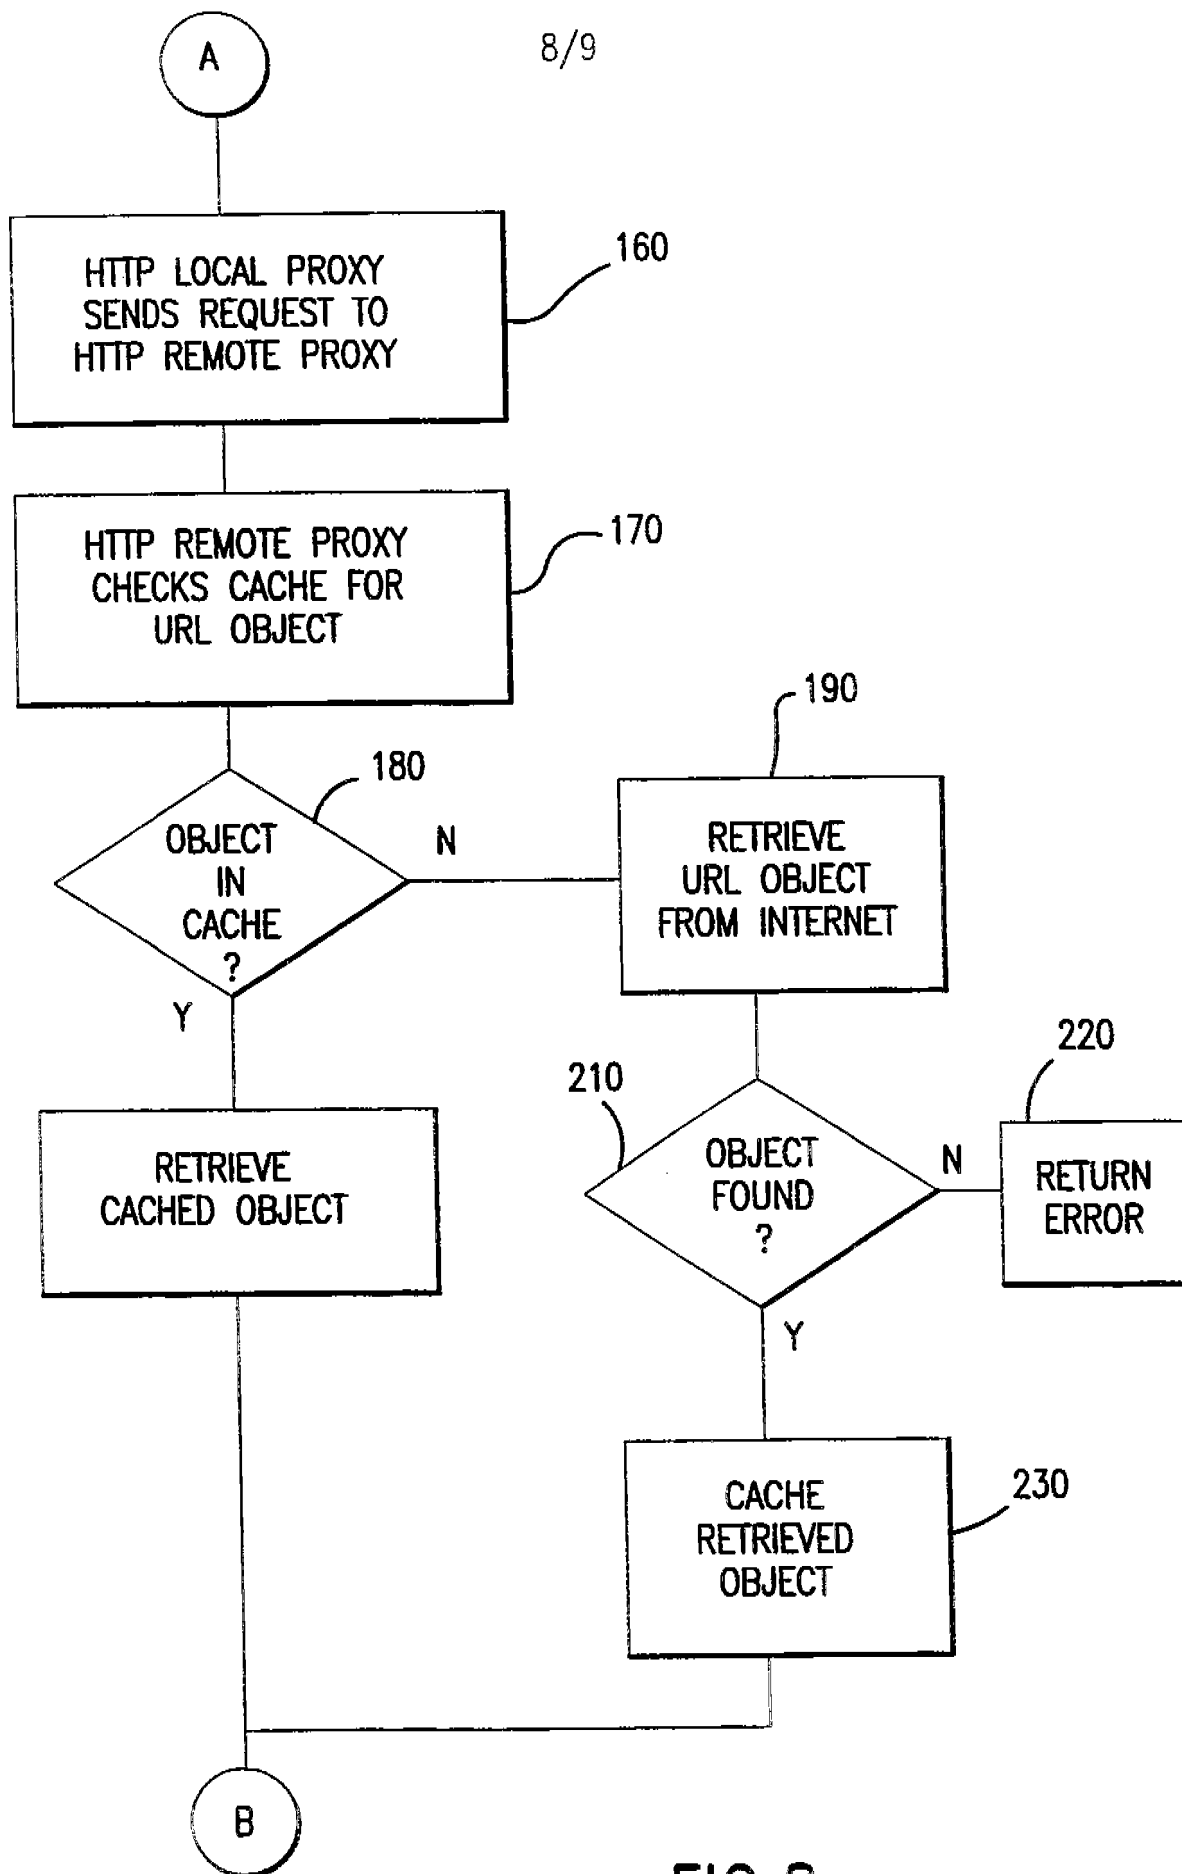 A
8/9
HTTP LOCAL PROXY
SENDS REQUEST TO
HTTP REMOTE PROXY
160
HTTP REMOTE PROXY
CHECKS CACHE FOR
URL OBJECT
170
190
180
OBJECT
IN
CACHE
?
N
Y
RETRIEVE
URL OBJECT
FROM INTERNET
220
210
RETRIEVE
CACHED OBJECT
OBJECT
FOUND
?
N
Y
RETURN
ERROR
CACHE
RETRIEVED
OBJECT
230
B